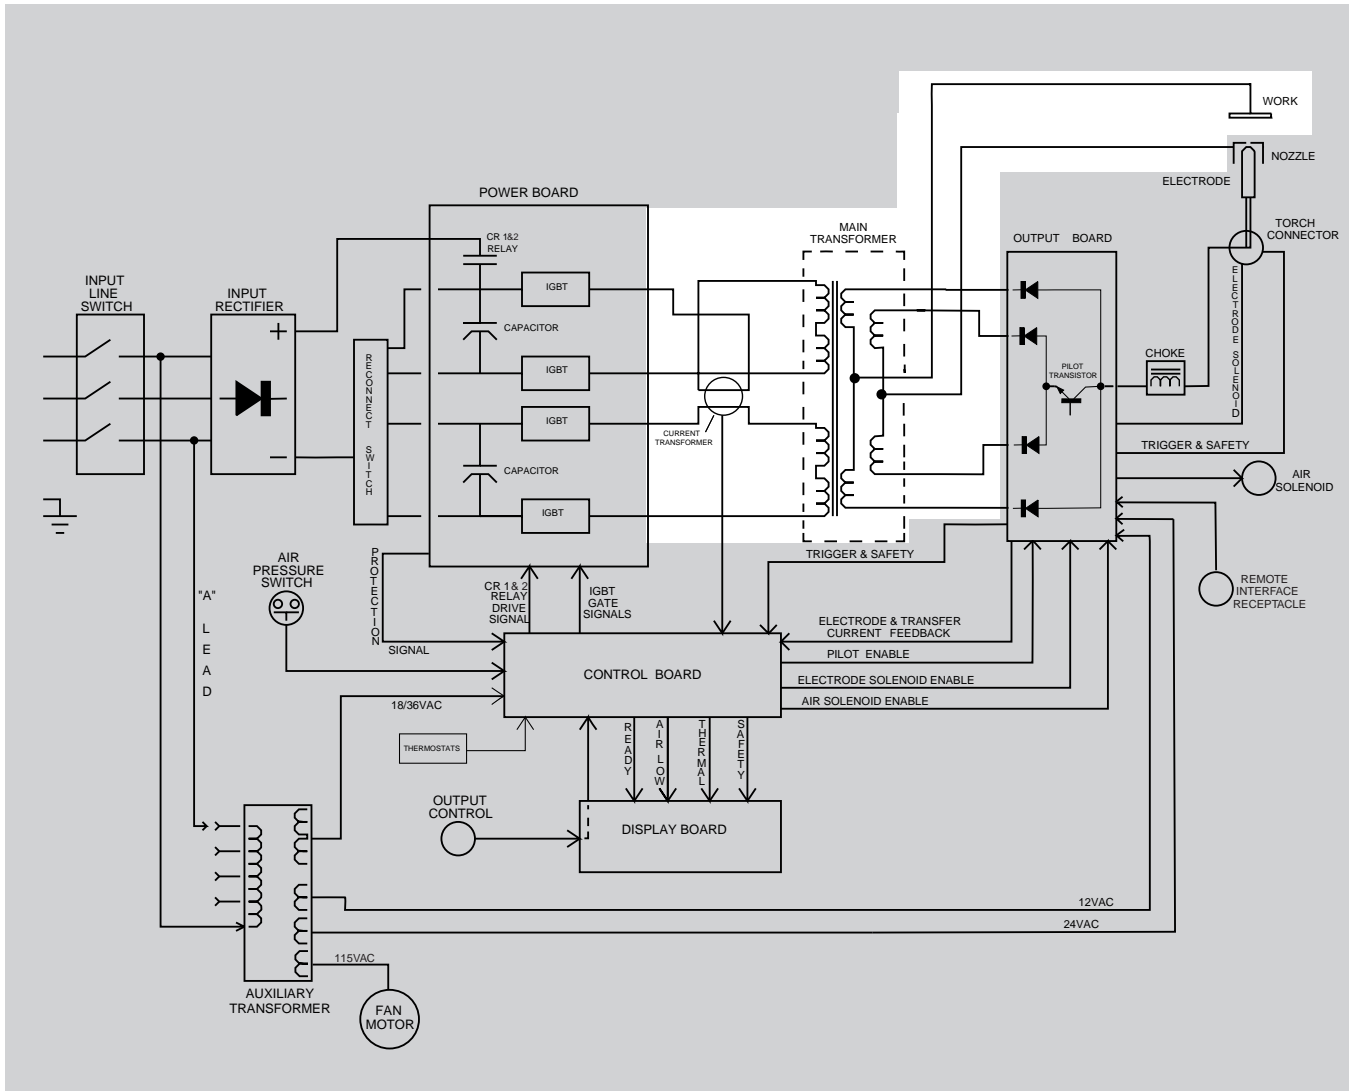 WORK
NOZZLE
ELECTRODE
POWER BOARD
TORCH
CONNECTOR
MAIN
TRANSFORMER
OUTPUT BOARD
CR 1&2
RELAY
INPUT
LINE
SWITCH
INPUT
RECTIFIER
+
IGBT
CAPACITOR
ELECTRODE SOLENOID
RECONNECT SWITCH
CHOKE
PILOT
TRANSISTOR
IGBT
IGBT
CURRENT
TRANSFORMER
TRIGGER & SAFETY
−
CAPACITOR
AIR
SOLENOID
IGBT
AIR
PRESSURE
SWITCH
PROTECTION
SIGNAL
CR 1 & 2
RELAY
DRIVE
SIGNAL
IGBT
GATE
SIGNALS
TRIGGER & SAFETY
REMOTE
INTERFACE
RECEPTACLE
"A"
LEAD
ELECTRODE & TRANSFER
CURRENT FEEDBACK
PILOT ENABLE
CONTROL BOARD
ELECTRODE SOLENOID ENABLE
AIR SOLENOID ENABLE
18/36VAC
THERMOSTATS
READY
AIR LOW
THERMAL
SAFETY
OUTPUT
CONTROL
DISPLAY BOARD
12VAC
24VAC
115VAC
AUXILIARY
TRANSFORMER
FAN
MOTOR